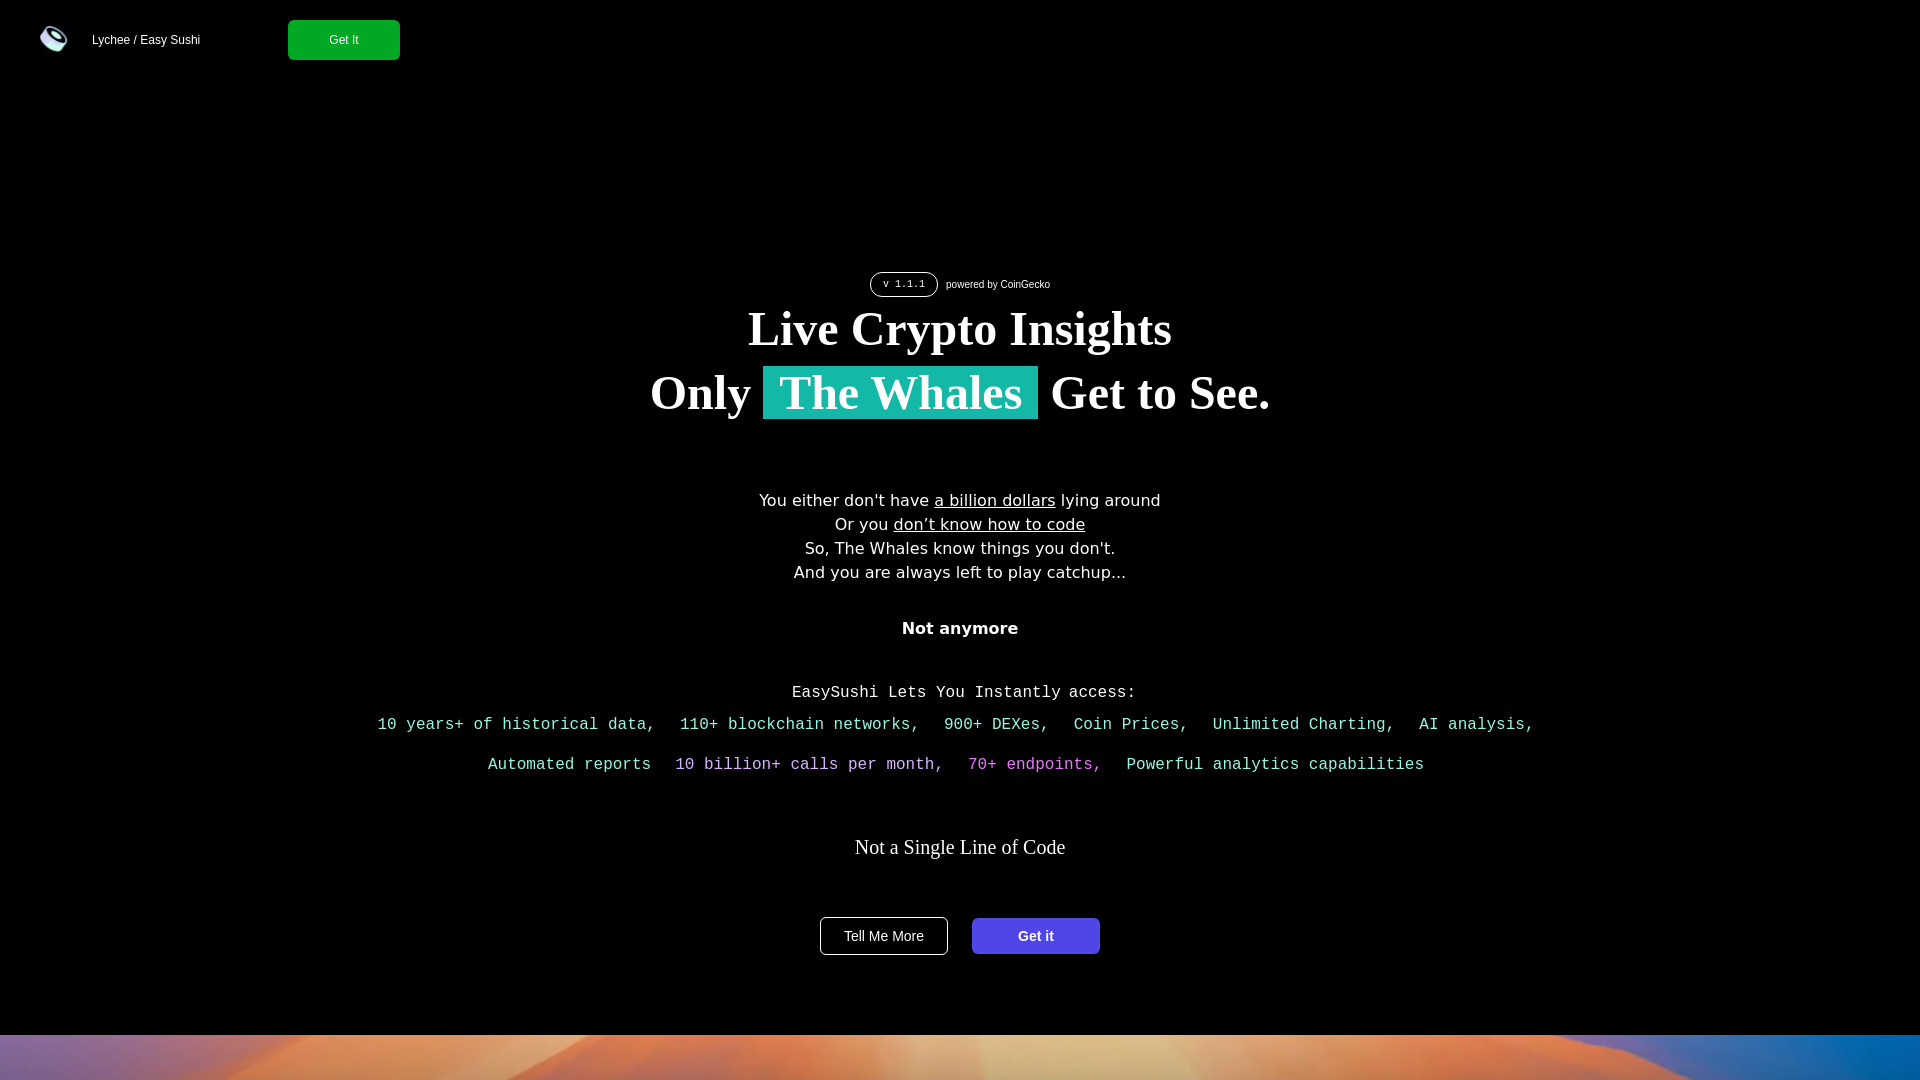 Lychee / Easy Sushi
Get It
v 1.1.1 powered by CoinGecko
Live Crypto Insights
Only The Whales Get to See.
You either don't have a billion dollars lying around
Or you don’t know how to code
So, The Whales know things you don't.
And you are always left to play catchup...
Not anymore
EasySushi Lets You Instantly access:
10 years+ of historical data, 110+ blockchain networks, 900+ DEXes, Coin Prices, Unlimited Charting, AI analysis,
Automated reports 10 billion+ calls per month, 70+ endpoints, Powerful analytics capabilities
Not a Single Line of Code
Tell Me More Get it